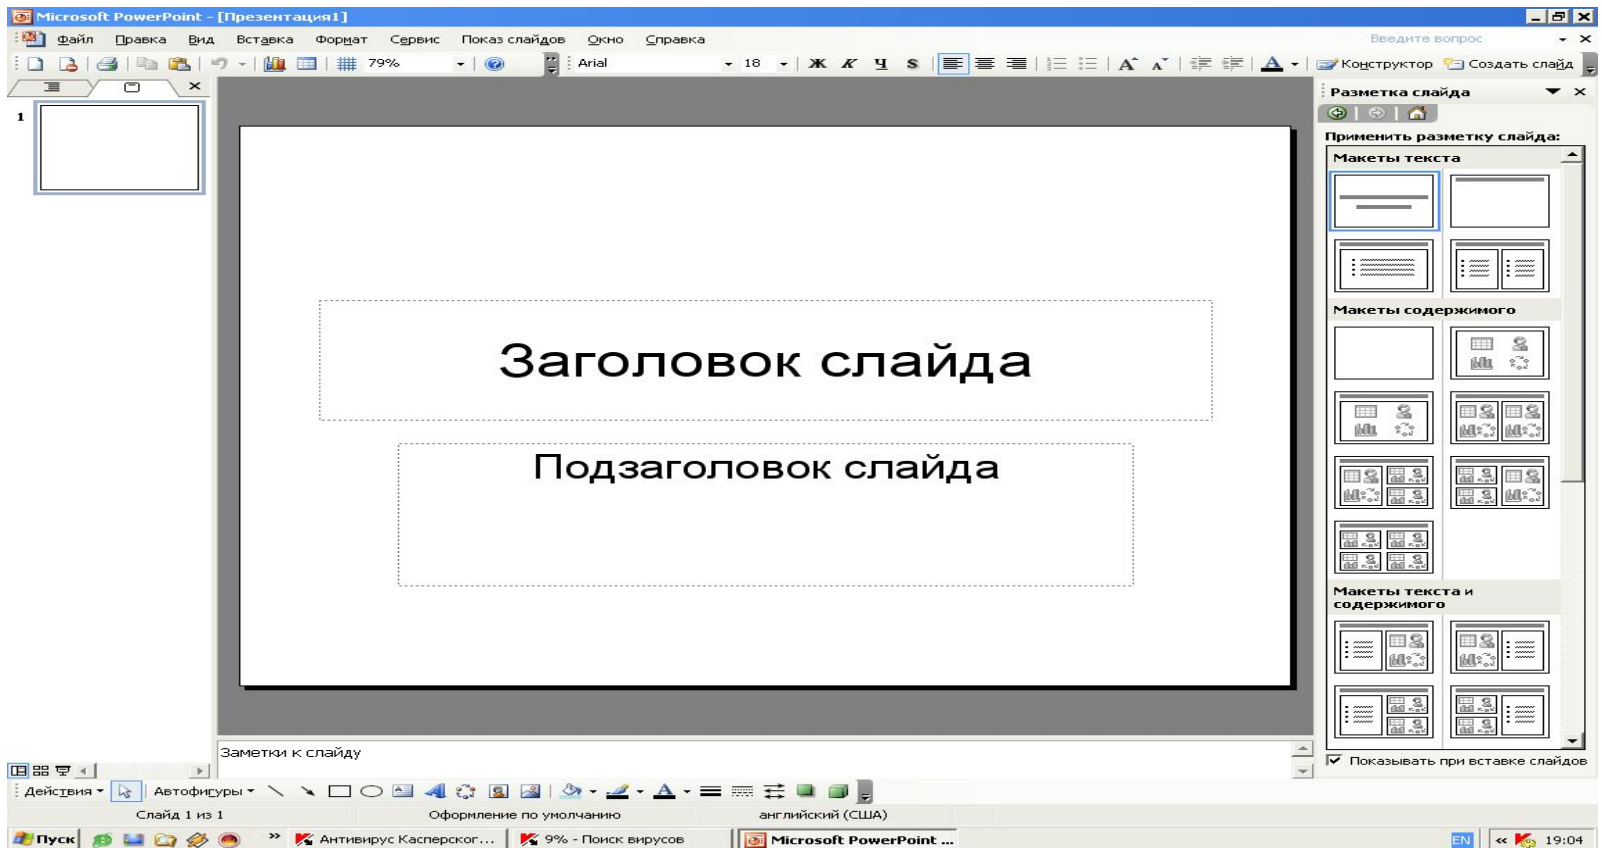 Microsoft PowerPoint - [Презентация1]
Файл Правка Вид Вставка Формат Сервис Показ слайдов Окно Справка Введите вопрос
79% Arial 18 Ж К Ч S А А А Конструктор Создать слайд
Разметка слайда
1
Применить разметку слайда:
Макеты текста
Макеты содержимого
Заголовок слайда
Подзаголовок слайда
Макеты текста и
содержимого
Заметки к слайду
Показывать при вставке слайдов
Действия Автофигуры
Слайд 1 из 1 Оформление по умолчанию английский (США)
Пуск » Антивирус Касперског... 9% - Поиск вирусов Microsoft PowerPoint ... EN « 19:04